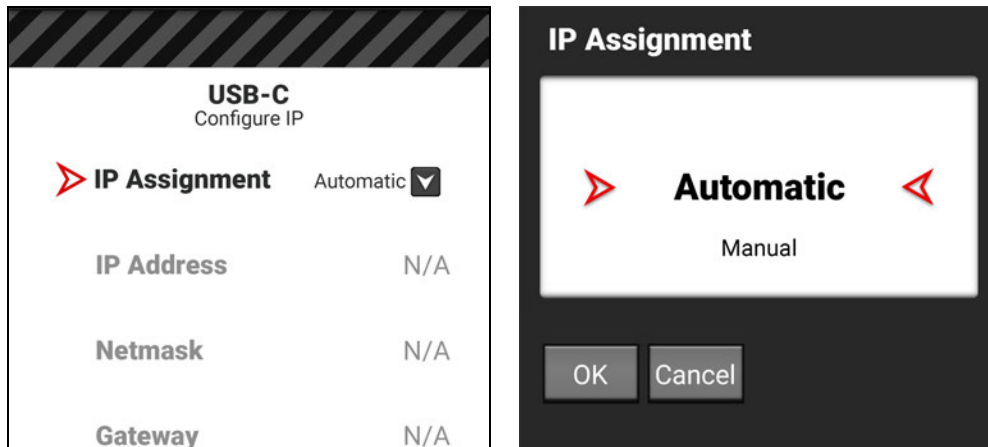 USB-C
Configure IP
IP Assignment Automatic
IP Address N/A
Netmask N/A
Gateway N/A
IP Assignment
Automatic
Manual
OK Cancel